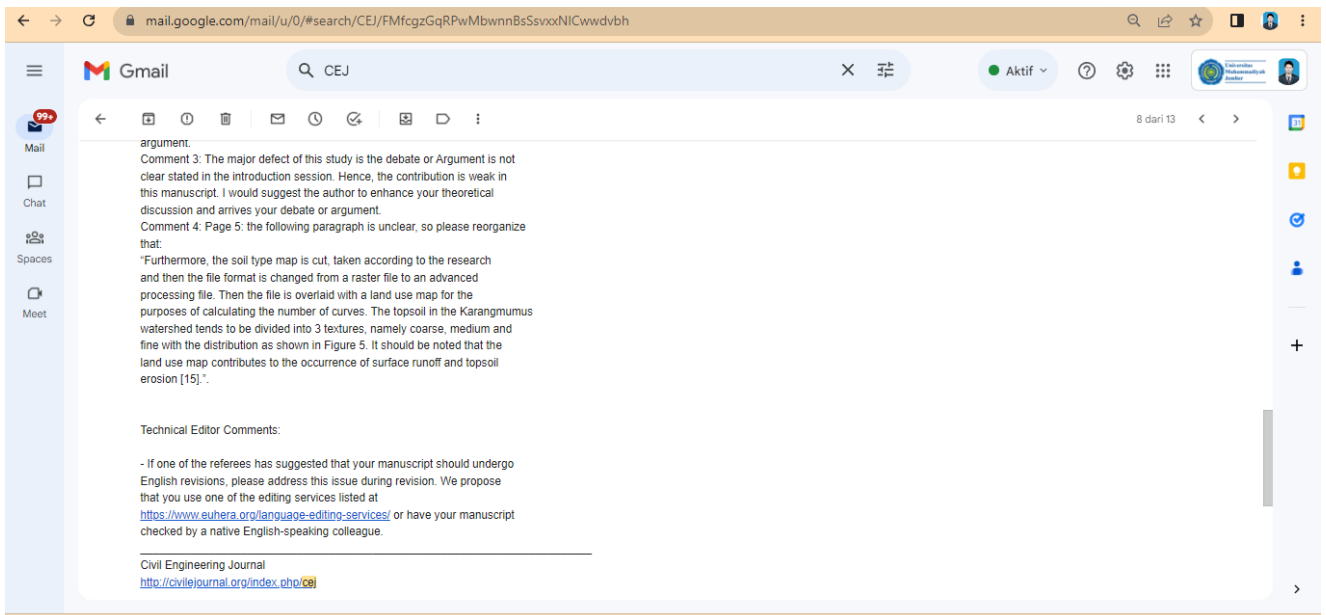 mail.google.com/mail/u/0/#search/CEJ/FMfcgzGqRPwMbwnnBsSsvxxNlCwwdvbh
Gmail
CEJ
Aktif
Universitas
Muhammadiyah
Jember
99+
Mail
Chat
Spaces
Meet
8 dari 13
31
argument.
Comment 3: The major defect of this study is the debate or Argument is not
clear stated in the introduction session. Hence, the contribution is weak in
this manuscript. I would suggest the author to enhance your theoretical
discussion and arrives your debate or argument.
Comment 4: Page 5: the following paragraph is unclear, so please reorganize
that:
“Furthermore, the soil type map is cut, taken according to the research
and then the file format is changed from a raster file to an advanced
processing file. Then the file is overlaid with a land use map for the
purposes of calculating the number of curves. The topsoil in the Karangmumus
watershed tends to be divided into 3 textures, namely coarse, medium and
fine with the distribution as shown in Figure 5. It should be noted that the
land use map contributes to the occurrence of surface runoff and topsoil
erosion [15].”.
Technical Editor Comments:
- If one of the referees has suggested that your manuscript should undergo
English revisions, please address this issue during revision. We propose
that you use one of the editing services listed at
https://www.euhera.org/language-editing-services/ or have your manuscript
checked by a native English-speaking colleague.
Civil Engineering Journal
http://civilejournal.org/index.php/cej